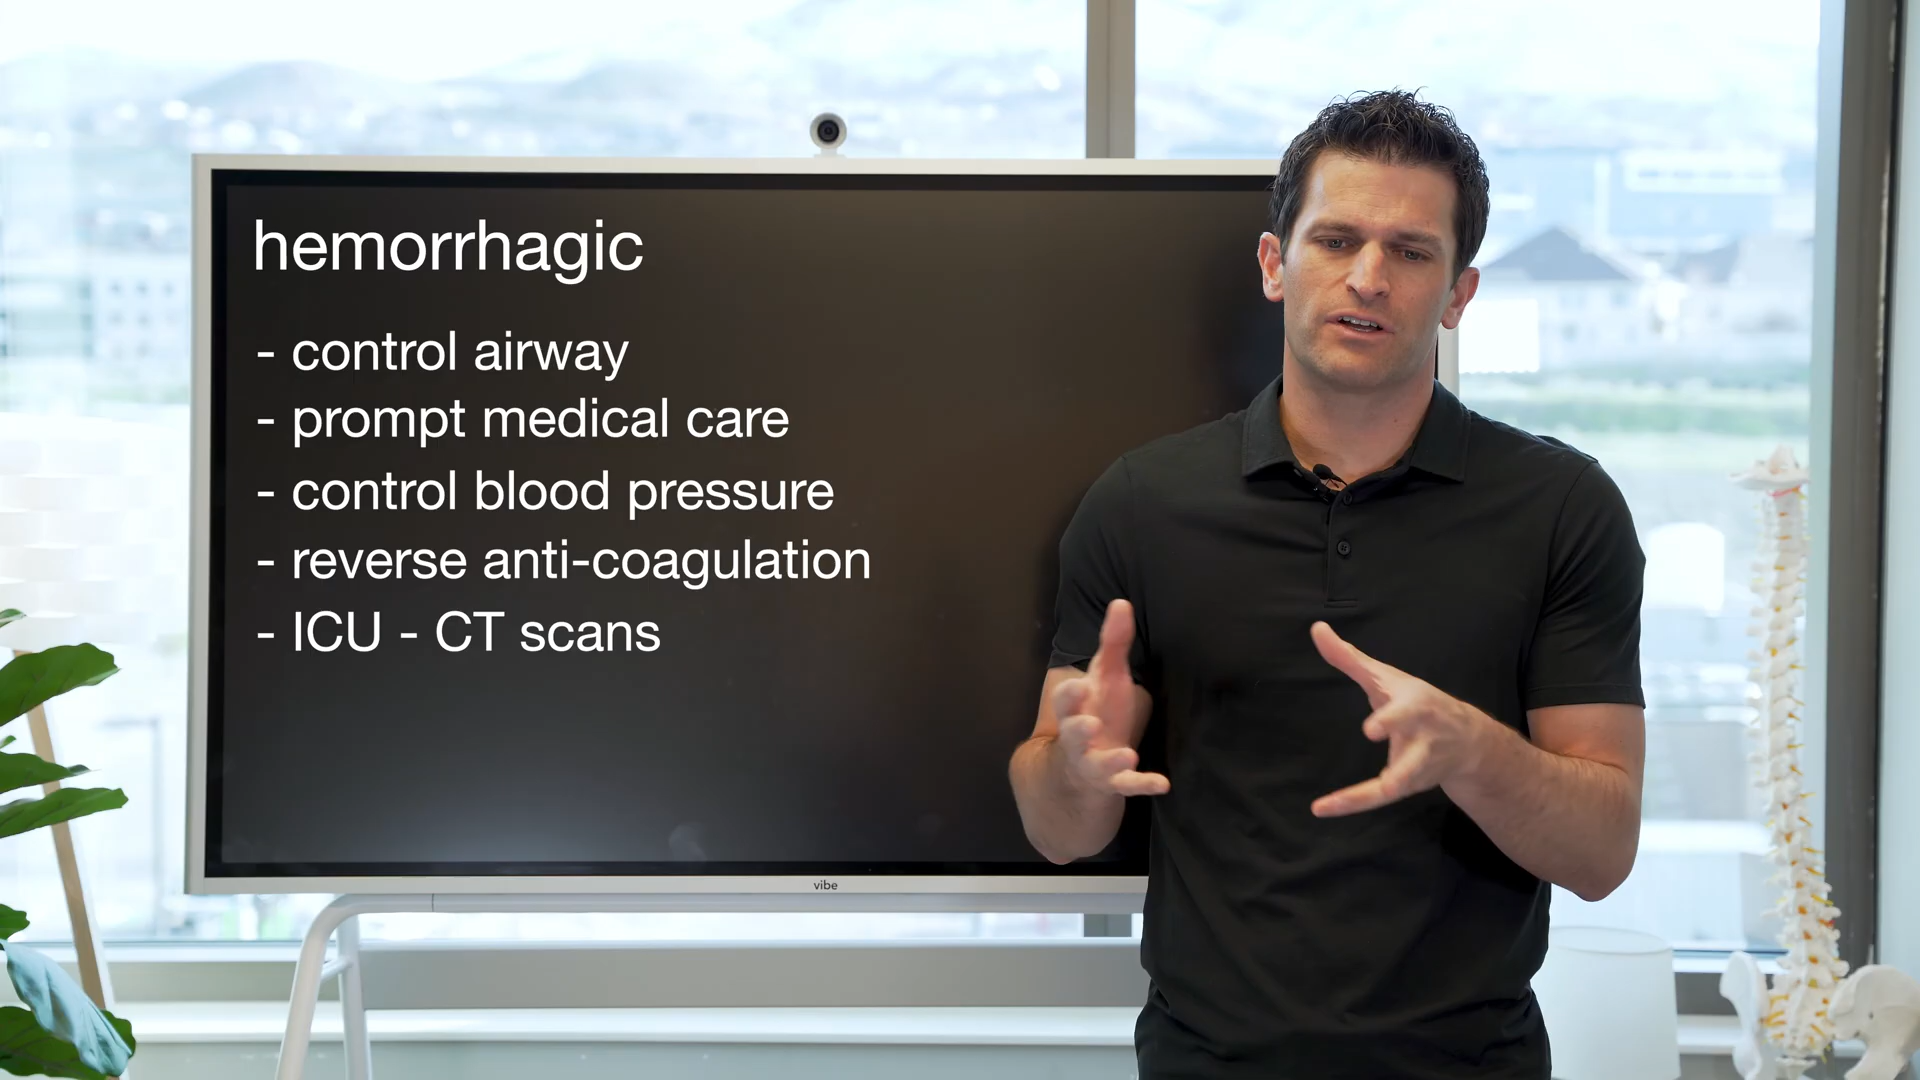 hemorrhagic
- control airway
- prompt medical care
- control blood pressure
- reverse anti-coagulation
- ICU - CT scans
vibe